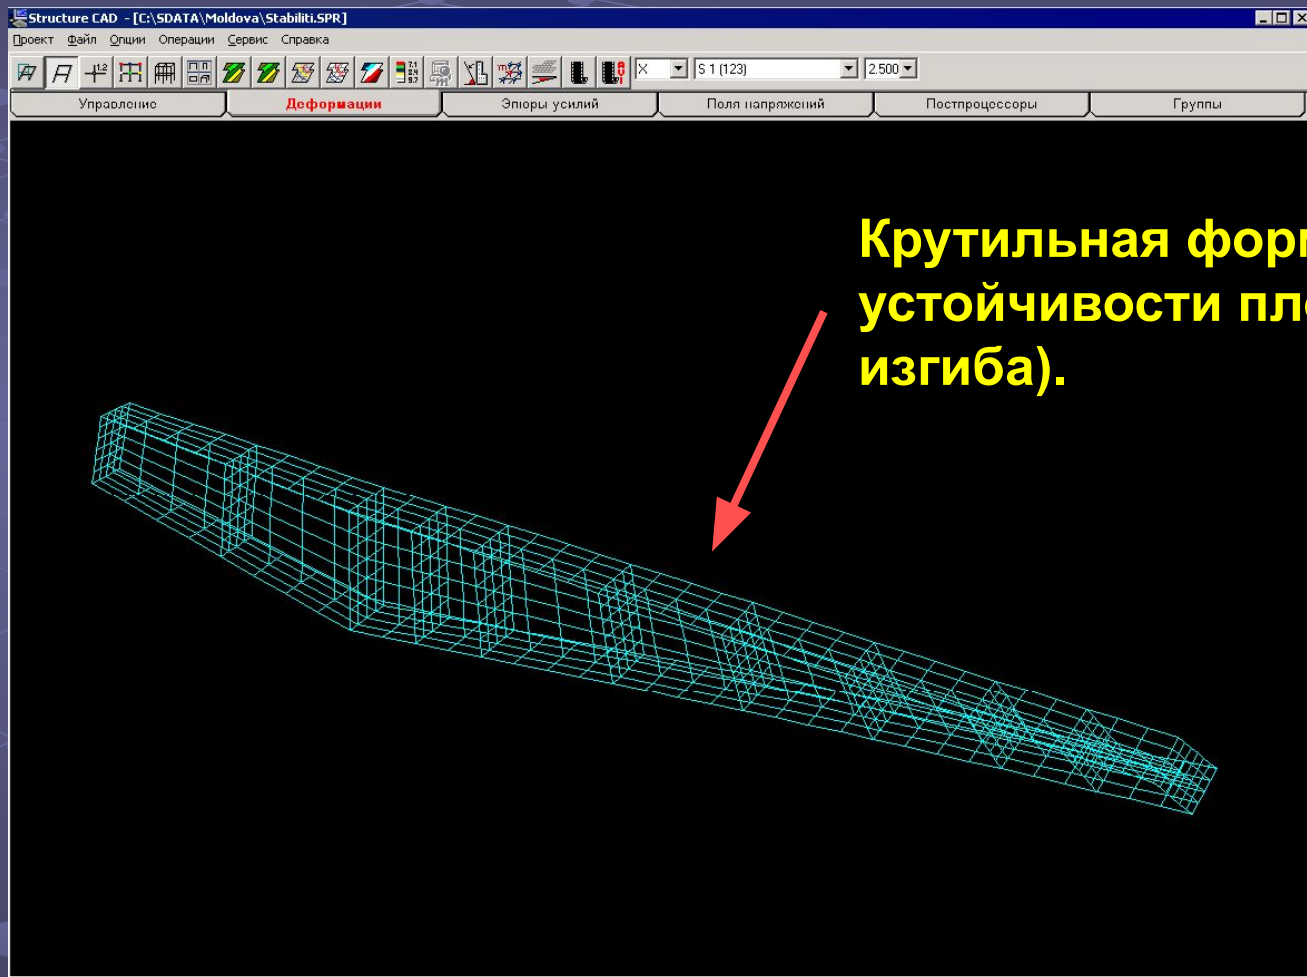 Structure CAD - [C:\SDATA\Moldova\Stabiliti.SPR]
Проект Файл Опции Операции Сервис Справка
X S 1 (123) 2.500
Управление Деформации Эпюры усилий Поля напряжений Постпроцессоры Группы
Крутильная форм
устойчивости пл
изгиба).